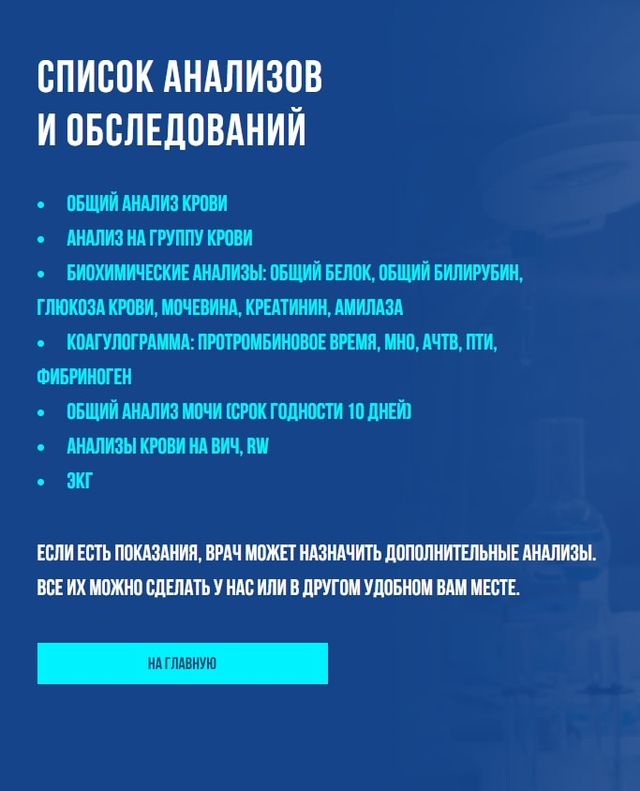 СПИСОК АНАЛИЗОВ
И ОБСЛЕДОВАНИЙ
• ОБЩИЙ АНАЛИЗ КРОВИ
• АНАЛИЗ НА ГРУППУ КРОВИ
• БИОХИМИЧЕСКИЕ АНАЛИЗЫ: ОБЩИЙ БЕЛОК, ОБЩИЙ БИЛИРУБИН,
ГЛЮКОЗА КРОВИ, МОЧЕВИНА, КРЕАТИНИН, АМИЛАЗА
• КОАГУЛОГРАММА: ПРОТРОМБИНОВОЕ ВРЕМЯ, МНО, АЧТВ, ПТИ,
ФИБРИНОГЕН
• ОБЩИЙ АНАЛИЗ МОЧИ (СРОК ГОДНОСТИ 10 ДНЕЙ)
• АНАЛИЗЫ КРОВИ НА ВИЧ, RW
• ЭКГ
ЕСЛИ ЕСТЬ ПОКАЗАНИЯ, ВРАЧ МОЖЕТ НАЗНАЧИТЬ ДОПОЛНИТЕЛЬНЫЕ АНАЛИЗЫ.
ВСЕ ИХ МОЖНО СДЕЛАТЬ У НАС ИЛИ В ДРУГОМ УДОБНОМ ВАМ МЕСТЕ.
НА ГЛАВНУЮ